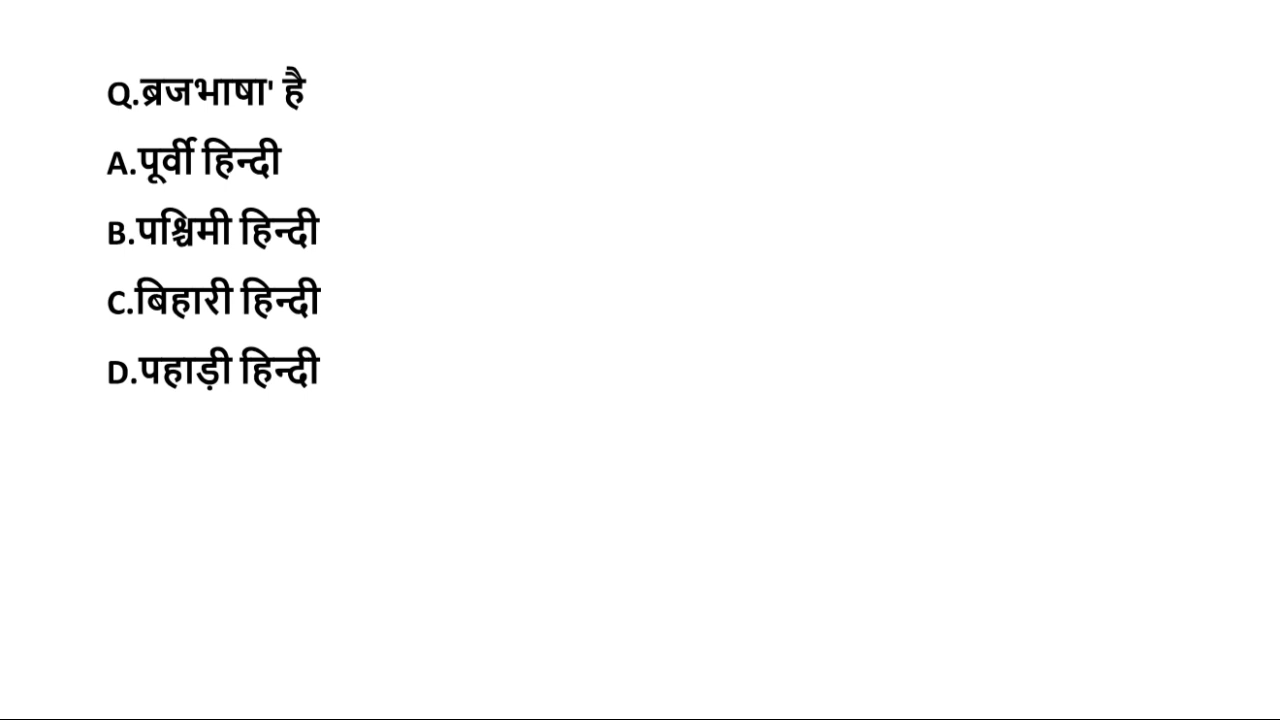 Q.ब्रजभाषा' है
A.पूर्वी हिन्दी
B.पश्चिमी हिन्दी
C.बिहारी हिन्दी
D.पहाड़ी हिन्दी